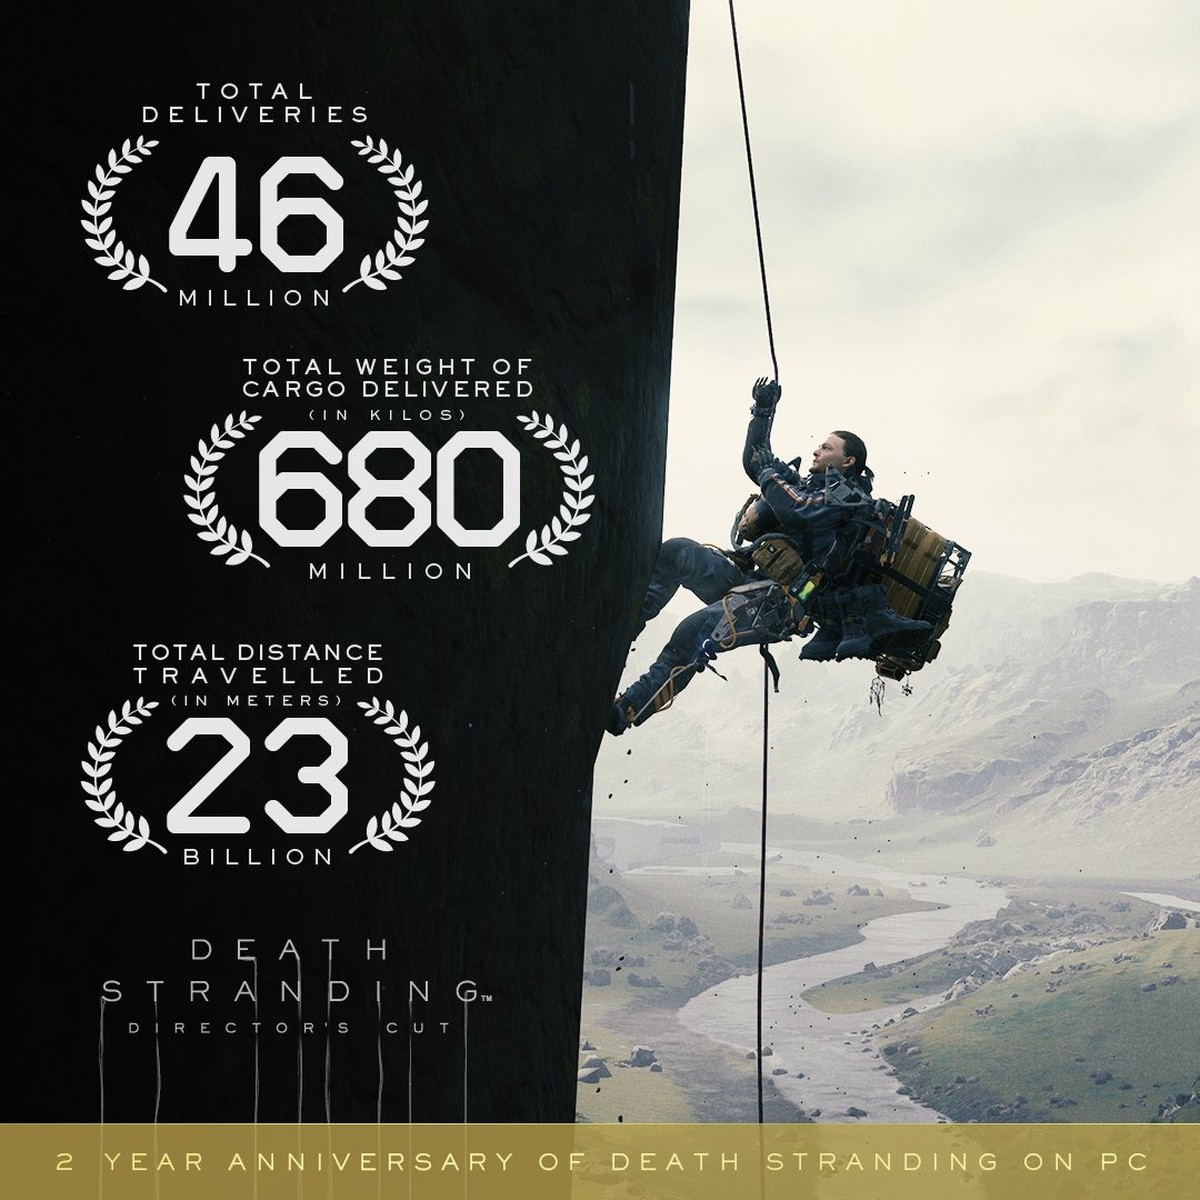 TOTAL
DELIVERIES
46
MILLION
TOTAL WEIGHT OF
CARGO DELIVERED
(IN KILOS)
680
MILLION
TOTAL DISTANCE
TRAVELLED
(IN METERS)
23
BILLION
DEATH
STRANDING™
DIRECTOR'S CUT
2 YEAR ANNIVERSARY OF DEATH STRANDING ON PC